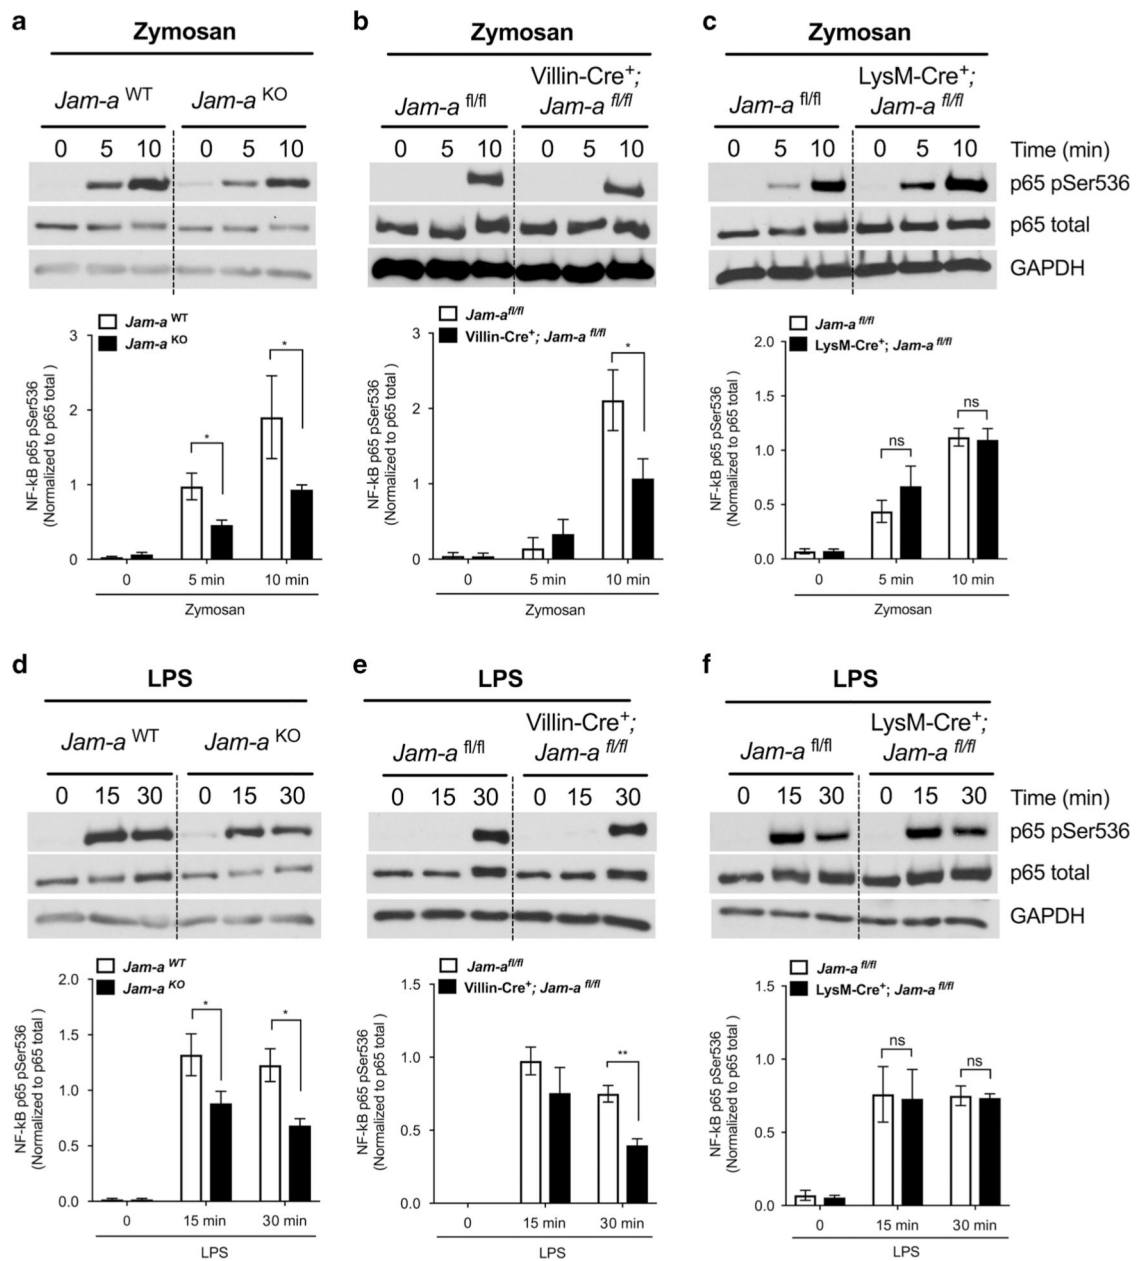 a
Zymosan
Jam-a WT Jam-a KO
0 5 10 0 5 10
Jam-a WT
Jam-a KO
NF-kB p65 pSer536
(Normalized to p65 total )
3
2
1
0
* *
0 5 min 10 min
Zymosan
b
Zymosan
Villin-Cre+;
Jam-a fl/fl Jam-a fl/fl
0 5 10 0 5 10
Jam-a fl/fl
Villin-Cre+; Jam-a fl/fl
NF-kB p65 pSer536
(Normalized to p65 total )
3
2
1
0
*
0 5 min 10 min
Zymosan
c
Zymosan
LysM-Cre+;
Jam-a fl/fl Jam-a fl/fl
0 5 10 0 5 10 Time (min)
p65 pSer536
p65 total
GAPDH
Jam-a fl/fl
LysM-Cre+; Jam-a fl/fl
NF-kB p65 pSer536
(Normalized to p65 total )
2.0
1.5
1.0
0.5
0.0
ns ns
0 5 min 10 min
Zymosan
d
LPS
Jam-a WT Jam-a KO
0 15 30 0 15 30
Jam-a WT
Jam-a KO
NF-kB p65 pSer536
(Normalized to p65 total )
2.0
1.5
1.0
0.5
0.0
* *
0 15 min 30 min
LPS
e
LPS
Villin-Cre+;
Jam-a fl/fl Jam-a fl/fl
0 15 30 0 15 30
Jam-a fl/fl
Villin-Cre+; Jam-a fl/fl
NF-kB p65 pSer536
(Normalized to p65 total )
1.5
1.0
0.5
0.0
**
0 15 min 30 min
LPS
f
LPS
LysM-Cre+;
Jam-a fl/fl Jam-a fl/fl
0 15 30 0 15 30 Time (min)
p65 pSer536
p65 total
GAPDH
Jam-a fl/fl
LysM-Cre+; Jam-a fl/fl
NF-kB p65 pSer536
(Normalized to p65 total )
1.5
1.0
0.5
0.0
ns ns
0 15 min 30 min
LPS